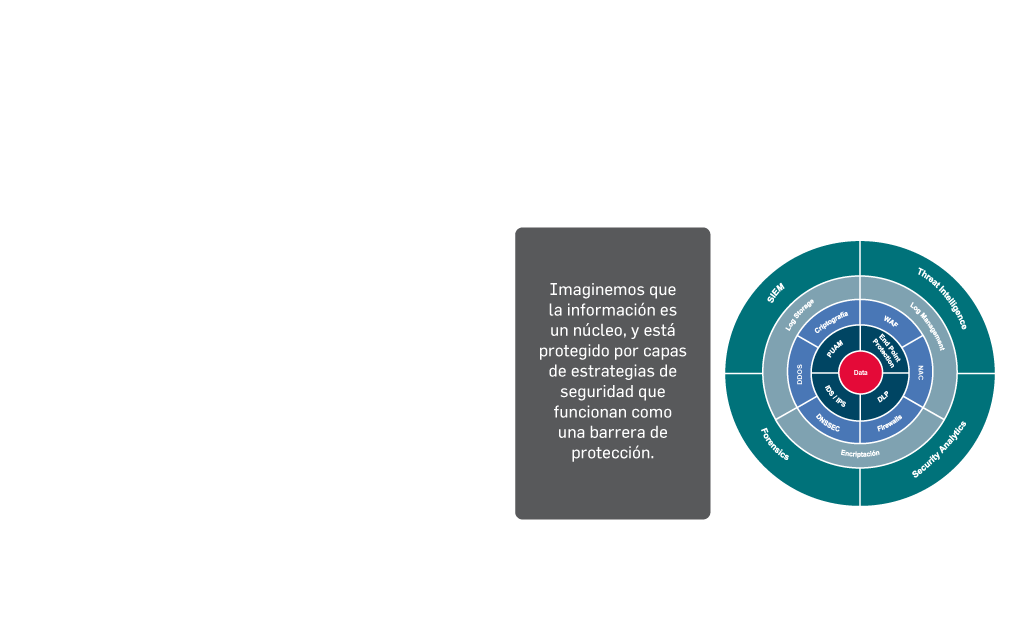 Imaginemos que
la información es
un núcleo, y está
protegido por capas
de estrategias de
seguridad que
funcionan como
una barrera de
protección.
SIEM
Threat Intelligence
Log Storage
Log Management
Criptografia
WAF
PUAM
End Point
Protection
DDOS
Data
NAC
IDS / IPS
DLP
DNSSEC
Firewalls
Encriptación
Forensics
Security Analytics